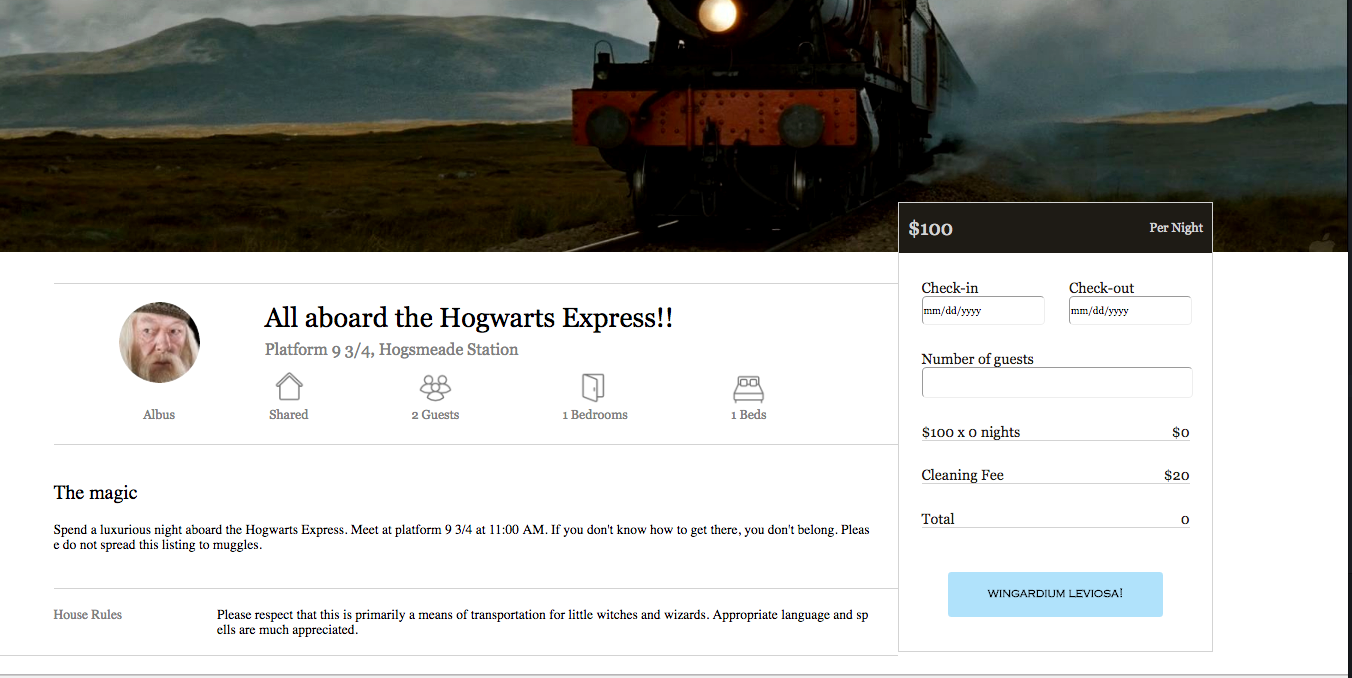 $100 Per Night
Check-in Check-out
mm/dd/yyyy mm/dd/yyyy
Number of guests
$100 x 0 nights $0
Cleaning Fee $20
Total 0
WINGARDIUM LEVIOSA!
All aboard the Hogwarts Express!!
Platform 9 3/4, Hogsmeade Station
Albus Shared 2 Guests 1 Bedrooms 1 Beds
The magic
Spend a luxurious night aboard the Hogwarts Express. Meet at platform 9 3/4 at 11:00 AM. If you don't know how to get there, you don't belong. Pleas
e do not spread this listing to muggles.
House Rules
Please respect that this is primarily a means of transportation for little witches and wizards. Appropriate language and sp
ells are much appreciated.